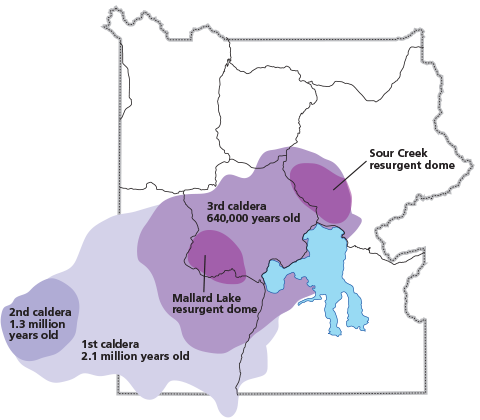 Sour Creek
resurgent dome
3rd caldera
640,000 years old
Mallard Lake
resurgent dome
2nd caldera
1.3 million
years old
1st caldera
2.1 million years old